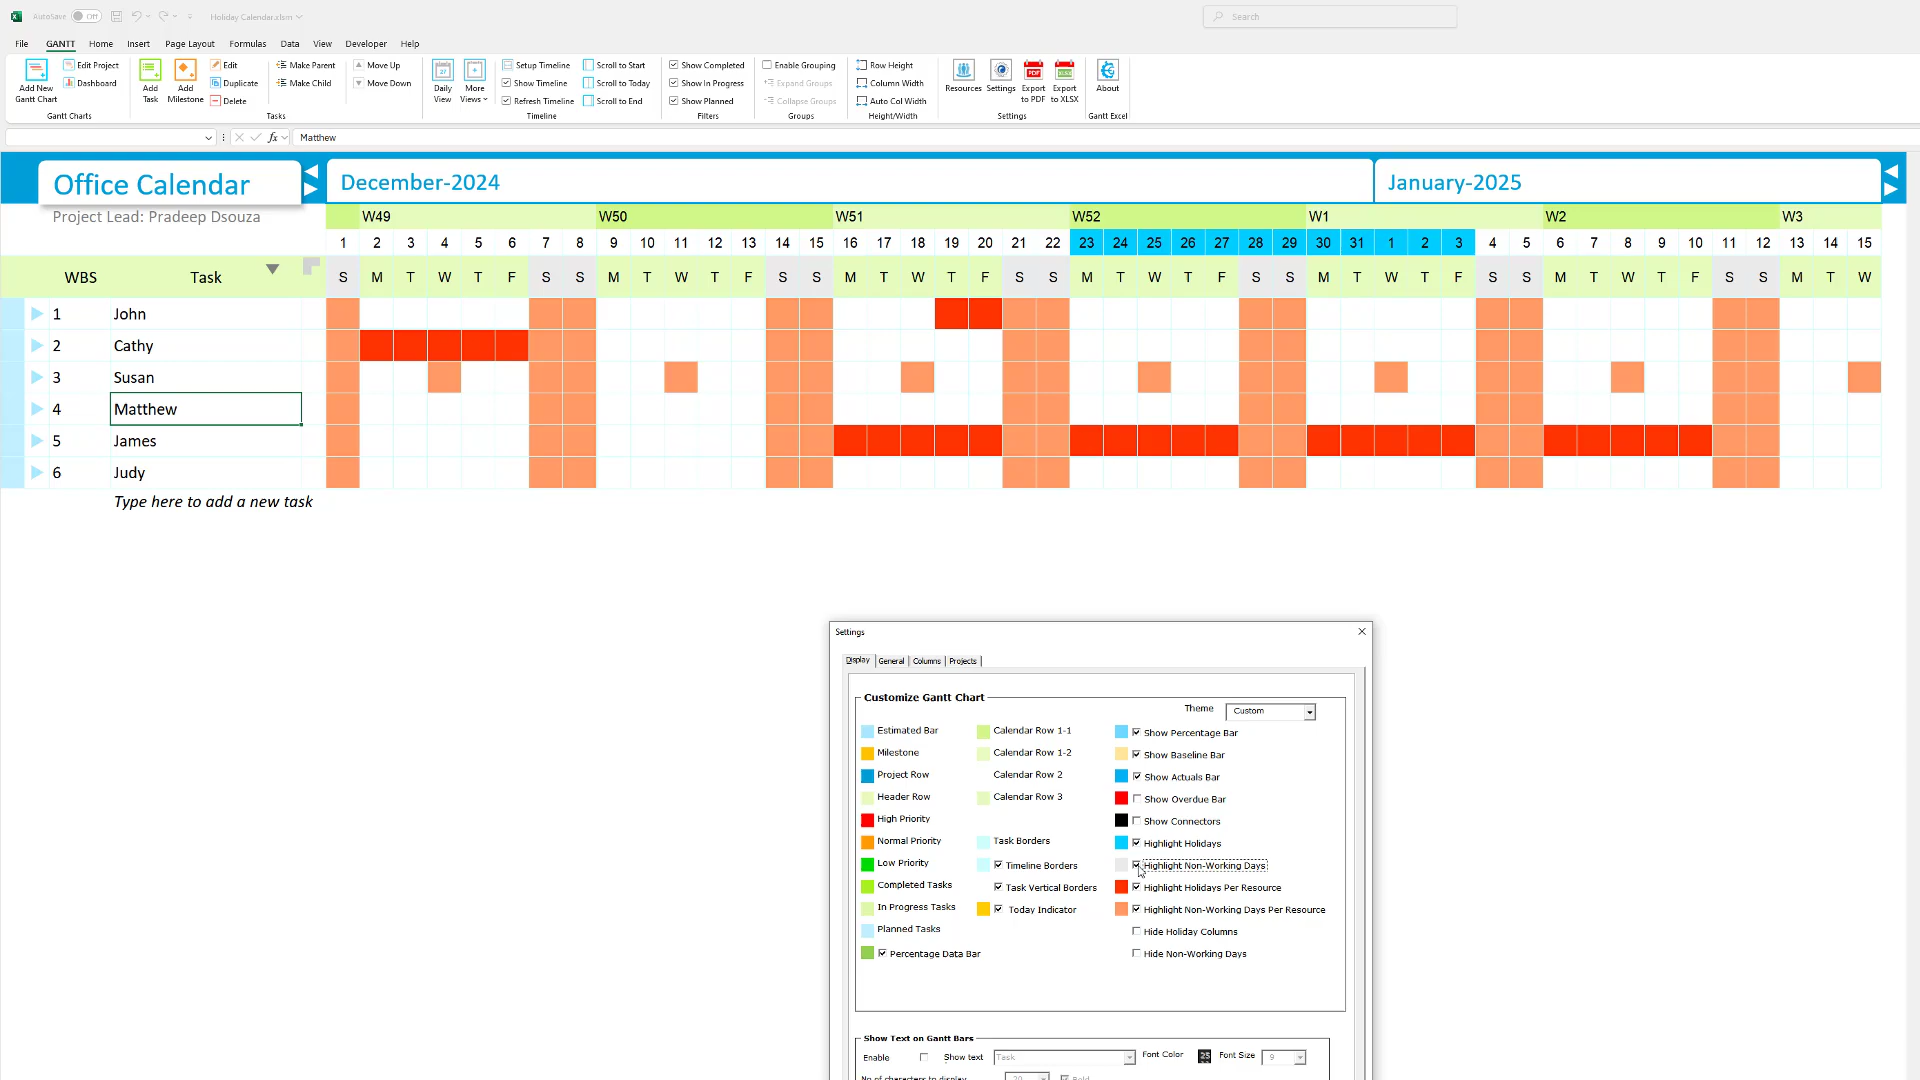 AutoSave Off Holiday Calendar.xlsm Search
File GANTT Home Insert Page Layout Formulas Data View Developer Help
Add New Gantt Chart Edit Project Dashboard Gantt Charts
Add Task Add Milestone Edit Duplicate Delete Make Parent Make Child Move Up Move Down Tasks
Daily View More Views Setup Timeline Show Timeline Refresh Timeline Scroll to Start Scroll to Today Scroll to End Timeline
Show Completed Show In Progress Show Planned Filters
Enable Grouping Expand Groups Collapse Groups Groups
Row Height Column Width Auto Col Width Height/Width
Resources Settings Export to PDF Export to XLSX Settings
About Gantt Excel
fx Matthew
Office Calendar December-2024 January-2025
Project Lead: Pradeep Dsouza W49 W50 W51 W52 W1 W2 W3
1 2 3 4 5 6 7 8 9 10 11 12 13 14 15 16 17 18 19 20 21 22 23 24 25 26 27 28 29 30 31 1 2 3 4 5 6 7 8 9 10 11 12 13 14 15
WBS Task S M T W T F S S M T W T F S S M T W T F S S M T W T F S S M T W T F S S M T W T F S S M T W
1 John
2 Cathy
3 Susan
4 Matthew
5 James
6 Judy
Type here to add a new task
Settings
Display General Columns Projects
Customize Gantt Chart
Theme Custom
Estimated Bar Calendar Row 1-1 Show Percentage Bar
Milestone Calendar Row 1-2 Show Baseline Bar
Project Row Calendar Row 2 Show Actuals Bar
Header Row Calendar Row 3 Show Overdue Bar
High Priority Show Connectors
Normal Priority Task Borders Highlight Holidays
Low Priority Timeline Borders Highlight Non-Working Days
Completed Tasks Task Vertical Borders Highlight Holidays Per Resource
In Progress Tasks Today Indicator Highlight Non-Working Days Per Resource
Planned Tasks Hide Holiday Columns
Percentage Data Bar Hide Non-Working Days
Show Text on Gantt Bars
Enable Show text Task Font Color 25 Font Size 9
No of characters to display 20 Bold